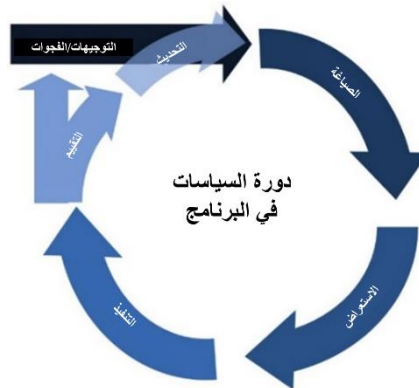 التوجيهات/الفجوات
التحديث
الصياغة
التقييم
دورة السياسات
في البرنامج
التنفيذ
الاستعراض